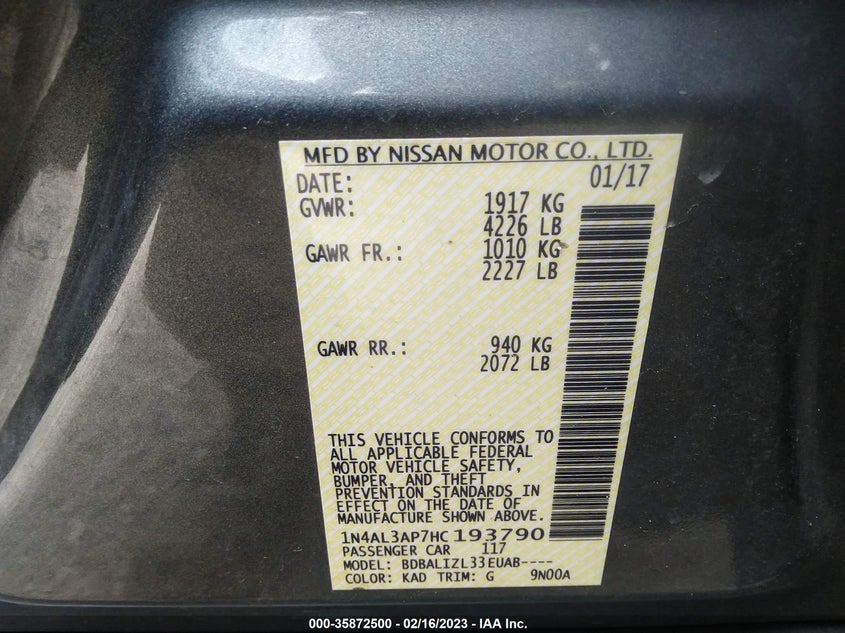 MFD BY NISSAN MOTOR CO., LTD.
DATE: 01/17
GVWR: 1917 KG
4226 LB
GAWR FR.: 1010 KG
2227 LB
GAWR RR.: 940 KG
2072 LB
THIS VEHICLE CONFORMS TO
ALL APPLICABLE FEDERAL
MOTOR VEHICLE SAFETY,
BUMPER, AND THEFT
PREVENTION STANDARDS IN
EFFECT ON THE DATE OF
MANUFACTURE SHOWN ABOVE.
1N4AL3AP7HC193790
PASSENGER CAR 117
MODEL: BDBALIZL33EUAB----
COLOR: KAD TRIM: G 9N00A
000-35872500 - 02/16/2023 - IAA Inc.